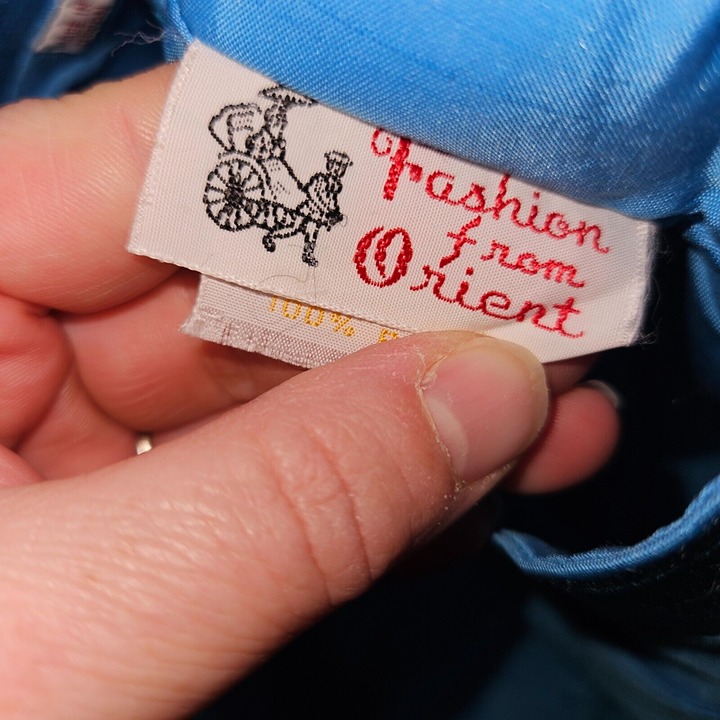 Fashion
from
Orient
100%